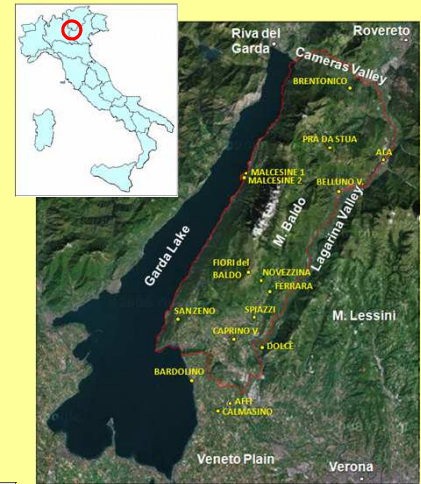 Riva del
Garda
Rovereto
Cameras Valley
BRENTONICO
PRA DA STUA
ALA
MALCESINE 1
MALCESINE 2
BELLUNO V.
M. Baldo
Lagarina Valley
Garda Lake
FIORI del
BALDO
NOVEZZINA
FERRARA
SANZENO
SPIAZZI
M. Lessini
CAPRINO V.
DOLCE
BARDOLINO
AFFI
CALMASINO
Veneto Plain
Verona